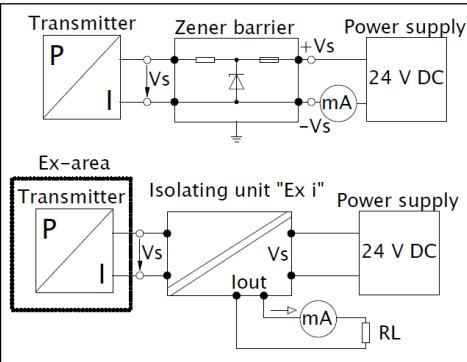 Transmitter
Zener barrier
Power supply
P
I
Vs
+Vs
24 V DC
mA
–Vs
Ex-area
Transmitter
Isolating unit "Ex i"
Power supply
P
I
Vs
Vs
24 V DC
Iout
mA
RL